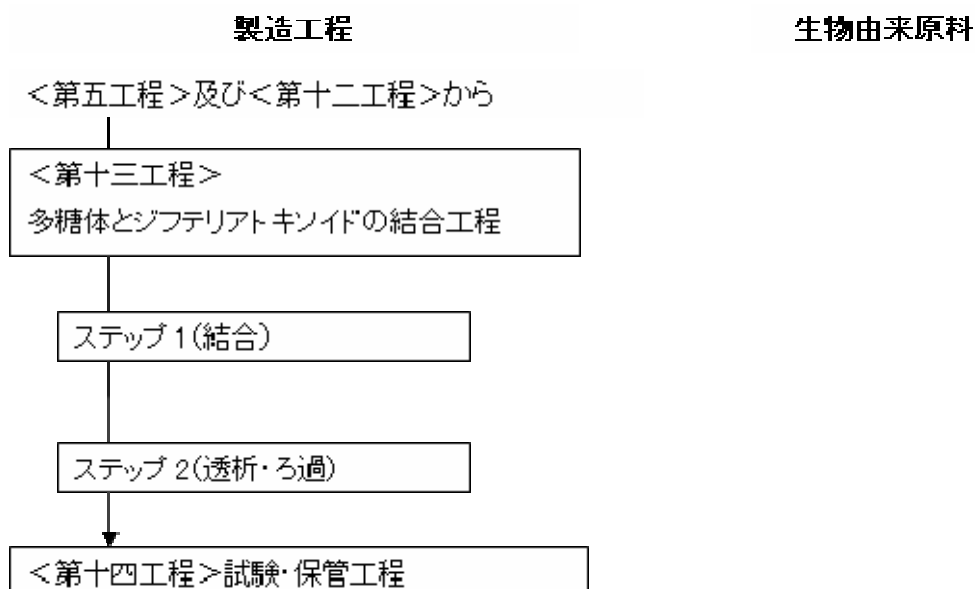 製造工程 生物由来原料
＜第五工程＞及び＜第十二工程＞から
＜第十三工程＞
多糖体とジフテリアトキソイドの結合工程
ステップ1(結合)
ステップ2(透析・ろ過)
＜第十四工程＞試験・保管工程